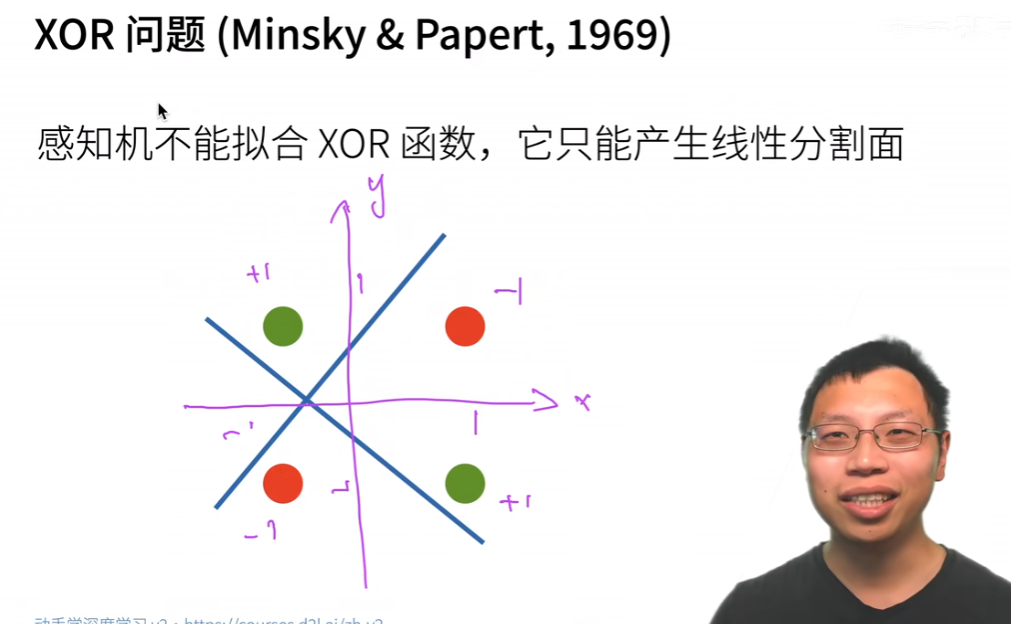 XOR 问题 (Minsky & Papert, 1969)
感知机不能拟合 XOR 函数，它只能产生线性分割面
y
+1
1
-1
x
-1
1
-1
+1
-1
动手学深度学习 v2 · https://courses.d2l.ai/zh-v2